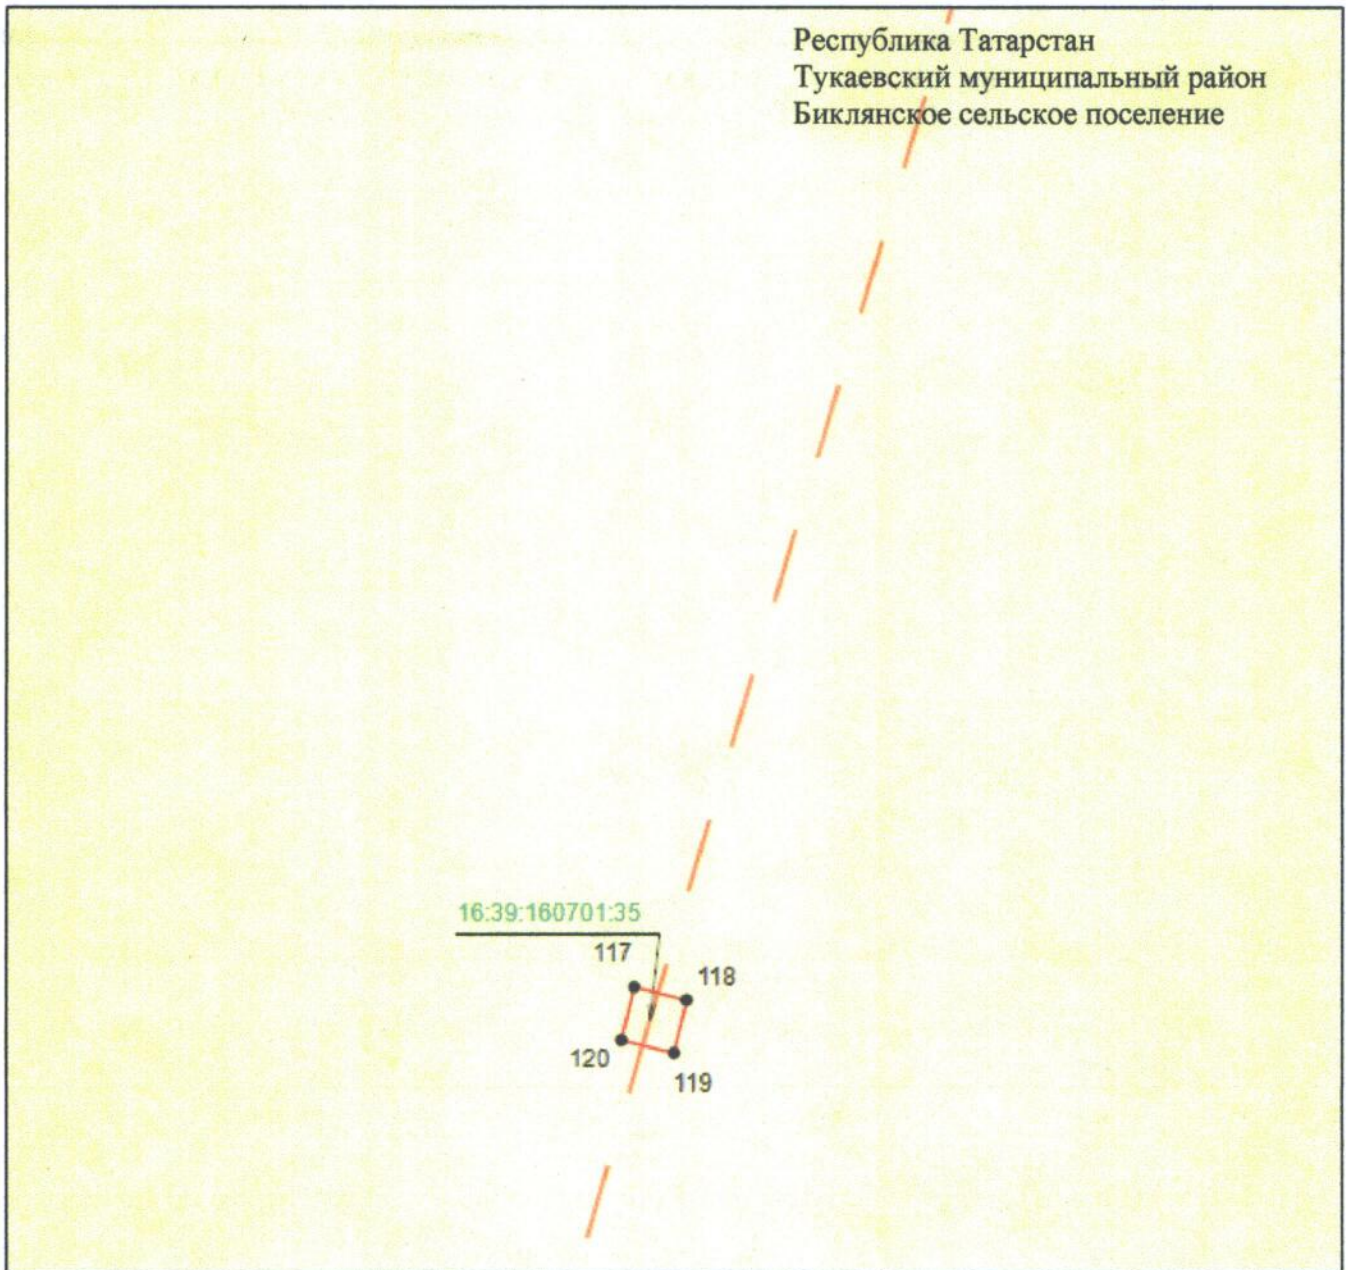 Республика Татарстан
Тукаевский муниципальный район
Биклянское сельское поселение
16:39:160701:35
117
118
120
119